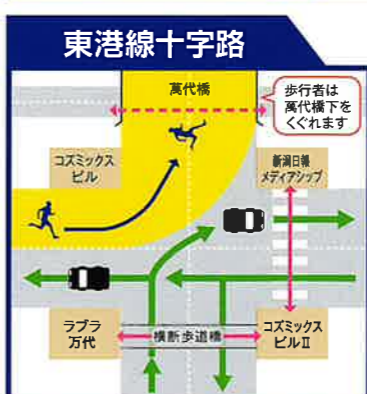 東港線十字路
萬代橋
歩行者は
萬代橋下を
くぐれます
コズミックス
ビル
新潟日報
メディアシップ
ラブラ
万代
横断歩道橋
コズミックス
ビルⅡ